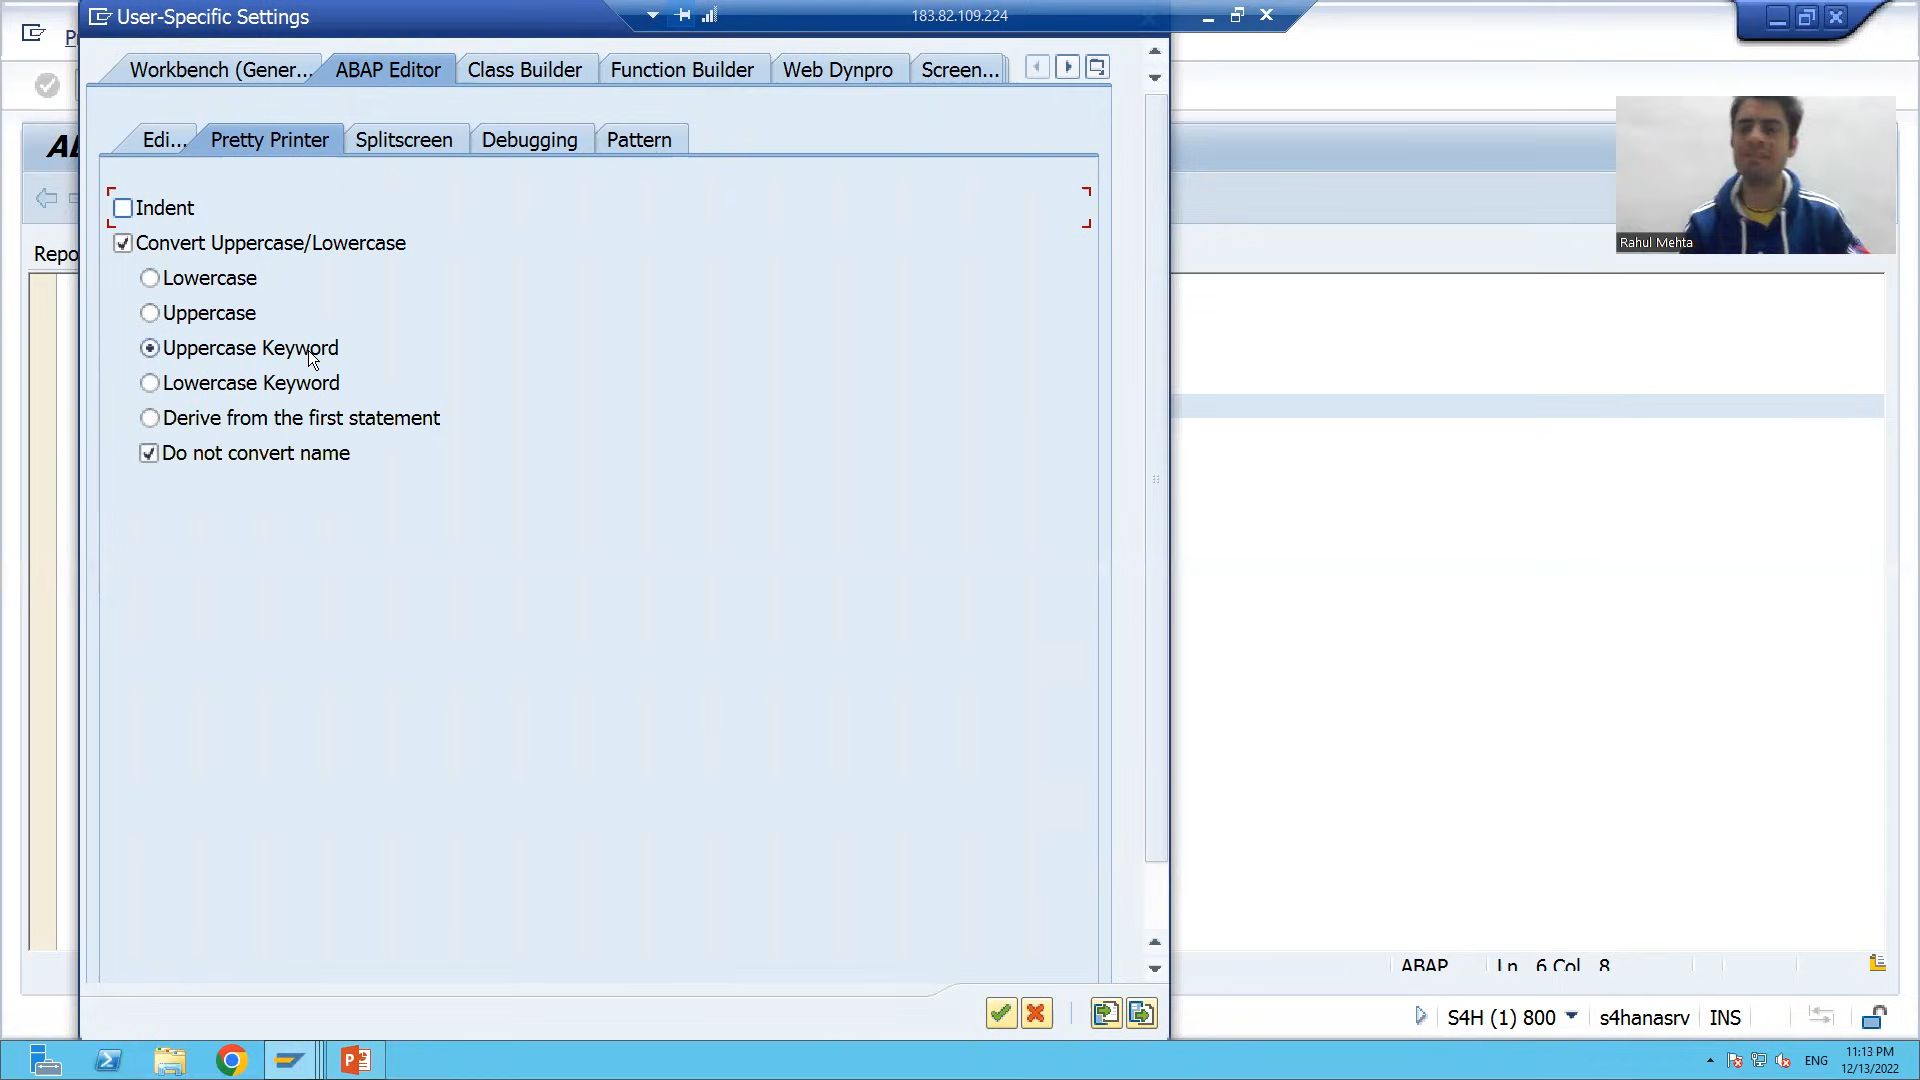 User-Specific Settings
183.82.109.224
Workbench (Gener... ABAP Editor Class Builder Function Builder Web Dynpro Screen...
Edi... Pretty Printer Splitscreen Debugging Pattern
Indent
Convert Uppercase/Lowercase
Lowercase
Uppercase
Uppercase Keyword
Lowercase Keyword
Derive from the first statement
Do not convert name
Repo
Rahul Mehta
ABAP Ln 6 Col 8
S4H (1) 800 s4hanasrv INS
ENG
11:13 PM
12/13/2022